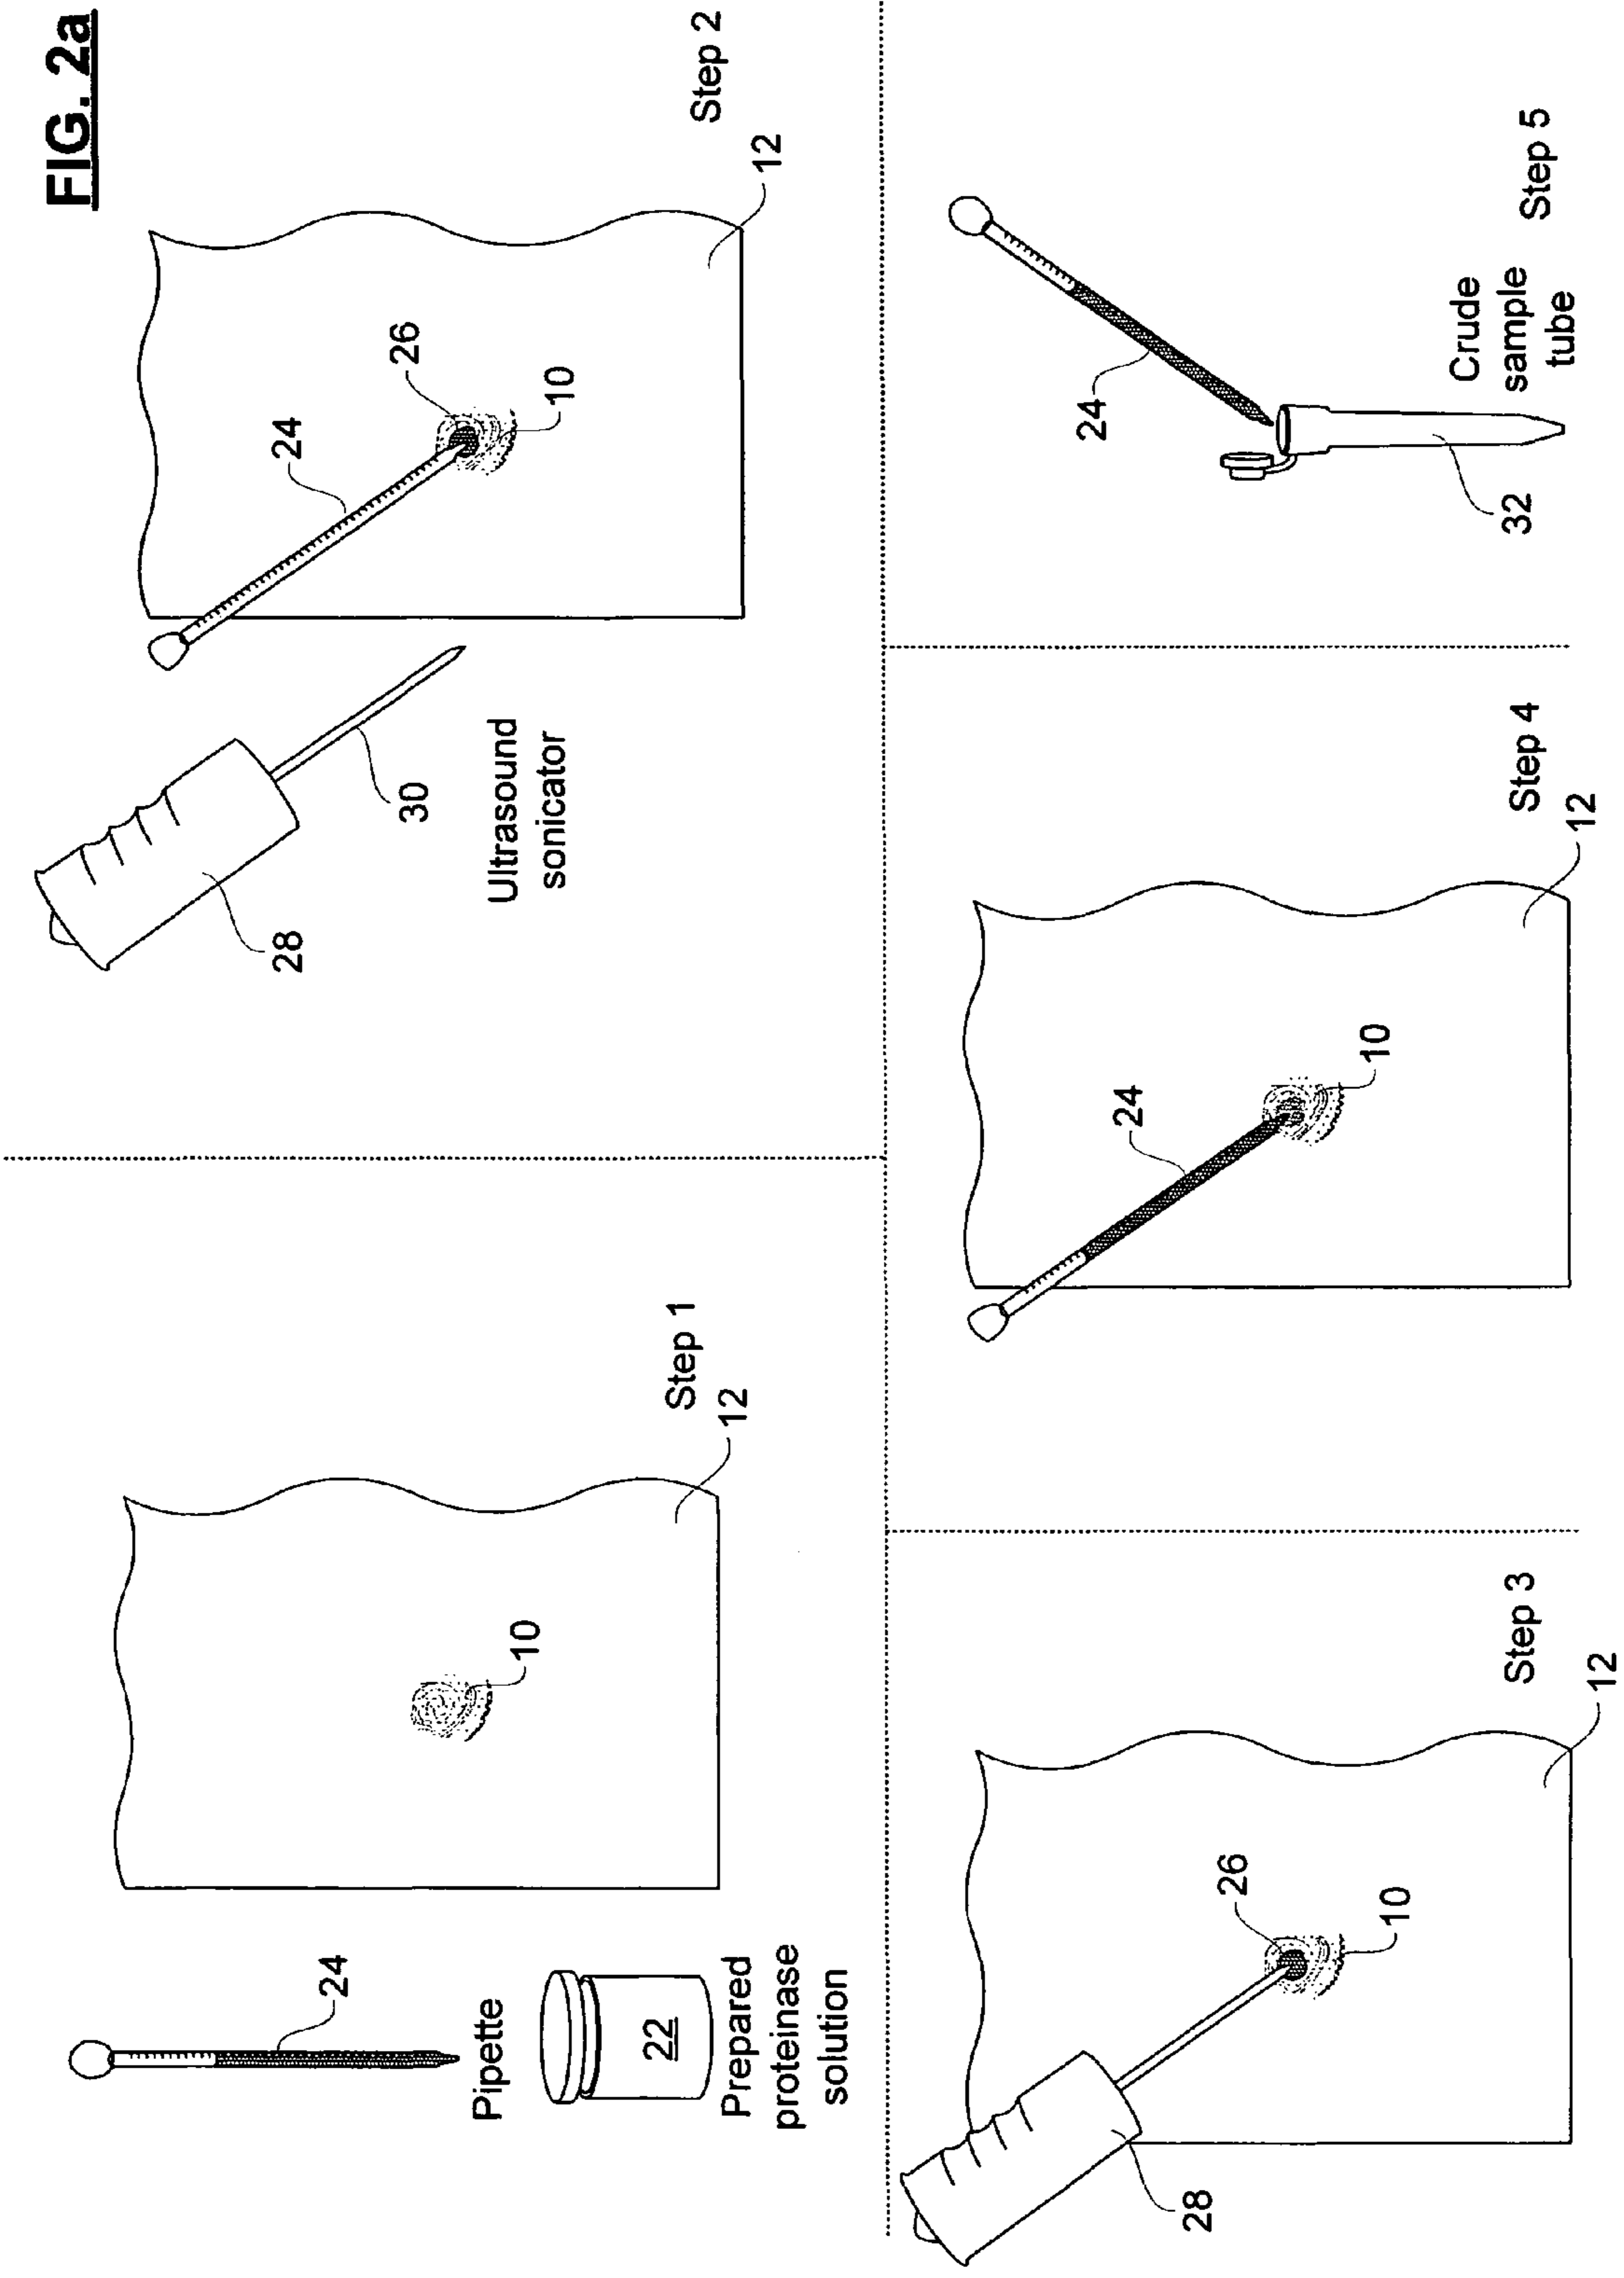 FIG. 2a
24
Pipette
22
Prepared
proteinase
solution
10
Step 1
12
28
30
Ultrasound
sonicator
24
26
10
Step 2
12
28
26
10
Step 3
12
24
10
Step 4
12
24
32
Crude
sample
tube
Step 5